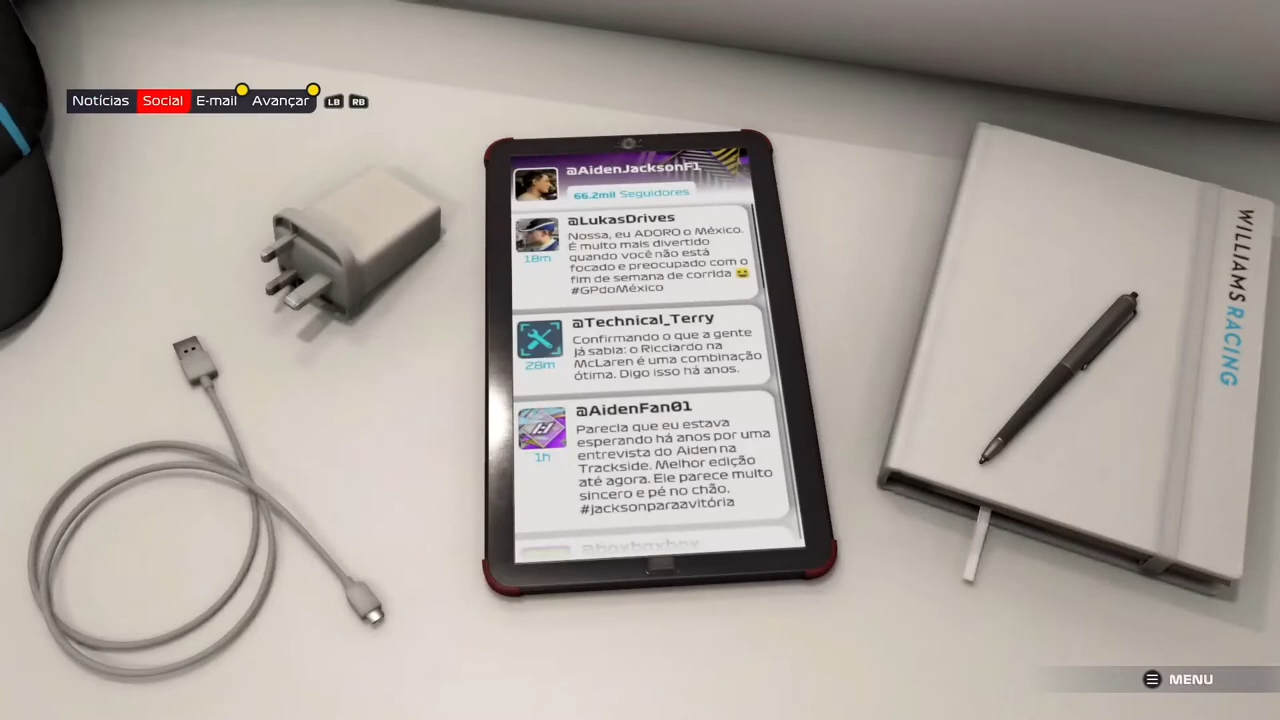 Notícias Social E-mail Avançar LB RB
@AidenJacksonF1
66.2mil Seguidores
@LukasDrives
18m
Nossa, eu ADORO o México.
É muito mais divertido
quando você não está
focado e preocupado com o
fim de semana de corrida 😆
#GPdoMéxico
@Technical_Terry
28m
Confirmando o que a gente
já sabia: o Ricciardo na
McLaren é uma combinação
ótima. Digo isso há anos.
@AidenFan01
1h
Parecia que eu estava
esperando há anos por uma
entrevista do Aiden na
Trackside. Melhor edição
até agora. Ele parece muito
sincero e pé no chão.
#jacksonparaavitória
@boxboxbox
WILLIAMS RACING
MENU